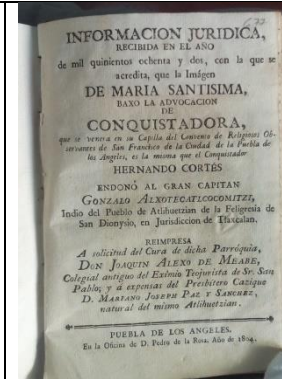 INFORMACION JURIDICA,
RECIBIDA EN EL AÑO
de mil quinientos ochenta y dos, con la que se
acredita, que la Imágen
DE MARIA SANTISIMA,
BAXO LA ADVOCACION
DE
CONQUISTADORA,
que se venera en su Capilla del Convento de Religiosos Ob-
servantes de San Francisco de la Ciudad de la Puebla de
los Angeles, es la misma que el Conquistador
HERNANDO CORTÉS
ENDONÓ AL GRAN CAPITAN
GONZALO ALXOTECATLCOCOMITZI,
Indio del Pueblo de Atlihuetzian de la Feligresía de
San Dionysio, en Jurisdiccion de Tlaxcalan.
REIMPRESA
A solicitud del Cura de dicha Parróquia,
DON JOAQUIN ALEXO DE MEABE,
Colegial antiguo del Exîmio Teojurista de Sr. San
Pablo; y a expensas del Presbítero Cazique
D. MARIANO JOSEPH PAZ Y SANCHEZ,
natural del mismo Atlihuetzian.
PUEBLA DE LOS ANGELES.
En la Oficina de D. Pedro de la Rosa. Año de 1804.